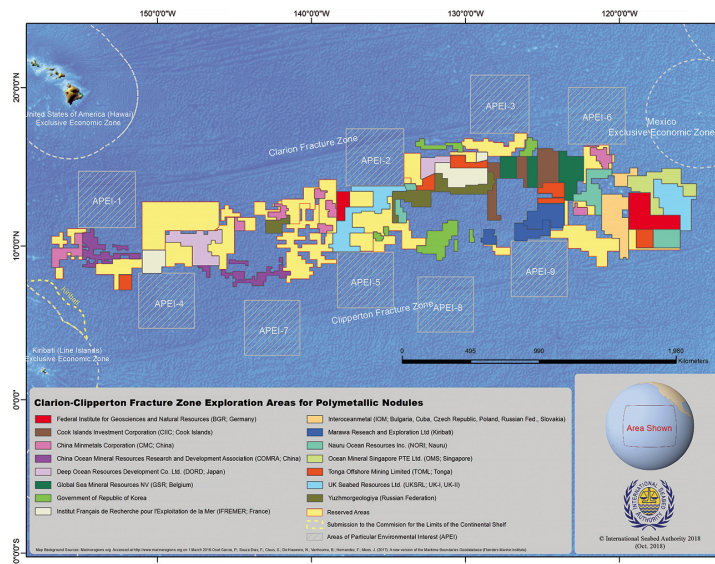 150°0'0"W
140°0'0"W
130°0'0"W
120°0'0"W
20°0'0"N
10°0'0"N
0°0'0"
0°0'0"S
United States of America (Hawai)
Exclusive Economic Zone
Mexico
Exclusive Economic Zone
Clarion Fracture Zone
Clipperton Fracture Zone
APEI-1
APEI-2
APEI-3
APEI-6
APEI-4
APEI-7
APEI-5
APEI-8
APEI-9
Kiribati
Kiribati (Line Islands)
Exclusive Economic Zone
0 495 990 1,980
Kilometers
Clarion-Clipperton Fracture Zone Exploration Areas for Polymetallic Nodules
Federal Institute for Geosciences and Natural Resources (BGR; Germany)
Cook Islands Investment Corporation (CIIC; Cook Islands)
China Minmetals Corporation (CMC; China)
China Ocean Mineral Resources Research and Development Association (COMRA; China)
Deep Ocean Resources Development Co. Ltd. (DORD; Japan)
Global Sea Mineral Resources NV (GSR; Belgium)
Government of Republic of Korea
Institut Français de Recherche pour l'Exploitation de la Mer (IFREMER; France)
Interoceanmetal (IOM; Bulgaria, Cuba, Czech Republic, Poland, Russian Fed., Slovakia)
Marawa Reseach and Exploration Ltd (Kiribati)
Nauru Ocean Resources Inc. (NORI; Nauru)
Ocean Mineral Singapore PTE Ltd. (OMS; Singapore)
Tonga Offshore Mining Limited (TOML; Tonga)
UK Seabed Resources Ltd. (UKSRL; UK-I, UK-II)
Yuzhmorgeologiya (Russian Federation)
Reserved Areas
Submission to the Commision for the Limits of the Continental Shelf
Areas of Particular Environmental Interest (APEI)
Area Shown
INTERNATIONAL SEABED
AUTHORITY
© International Seabed Authority 2018
(Oct. 2018)